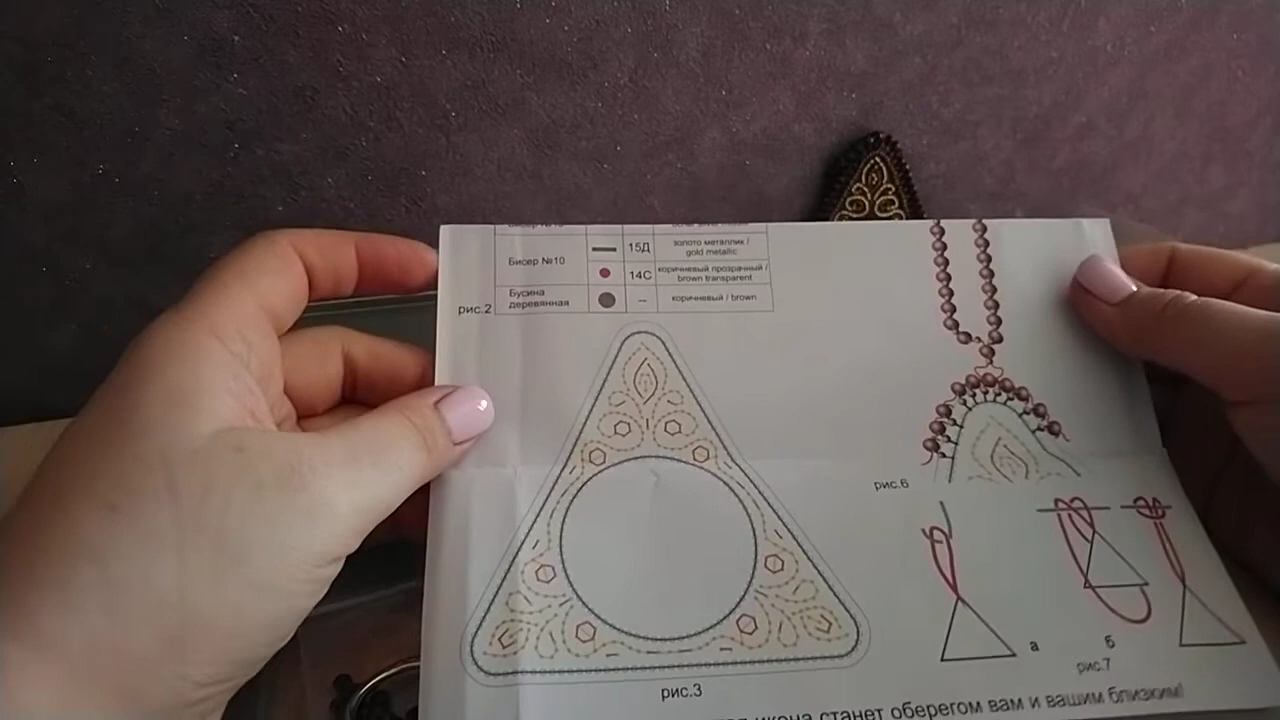 Бисер №10
15Д
золото металлик /
gold metallic
14С
коричневый прозрачный /
brown transparent
Бусина
деревянная
–
коричневый / brown
рис.2
рис.6
а
б
рис.7
рис.3
икона станет оберегом вам и вашим близким!